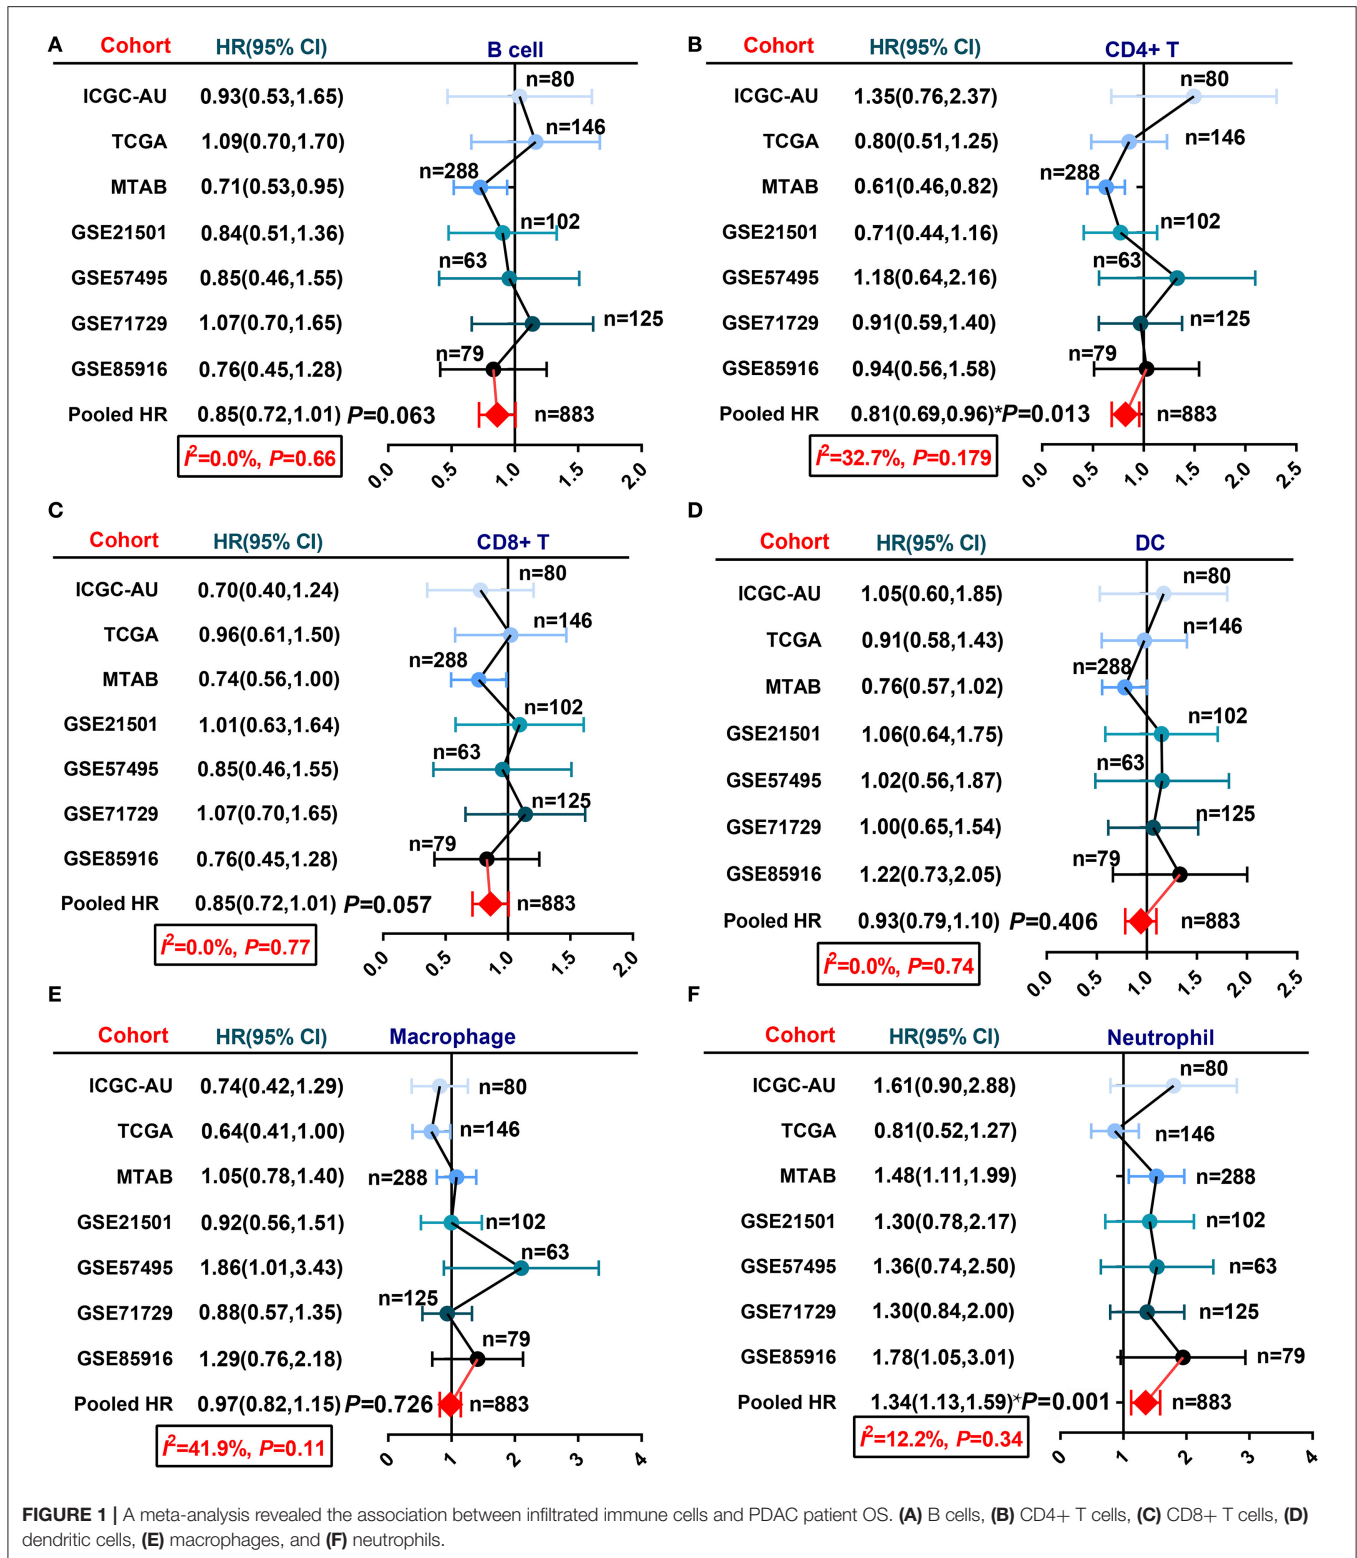 A
Cohort HR(95% CI) B cell
ICGC-AU 0.93(0.53,1.65) n=80
TCGA 1.09(0.70,1.70) n=146
MTAB 0.71(0.53,0.95) n=288
GSE21501 0.84(0.51,1.36) n=102
GSE57495 0.85(0.46,1.55) n=63
GSE71729 1.07(0.70,1.65) n=125
GSE85916 0.76(0.45,1.28) n=79
Pooled HR 0.85(0.72,1.01) P=0.063 n=883
I²=0.0%, P=0.66
0.0 0.5 1.0 1.5 2.0
B
Cohort HR(95% CI) CD4+ T
ICGC-AU 1.35(0.76,2.37) n=80
TCGA 0.80(0.51,1.25) n=146
MTAB 0.61(0.46,0.82) n=288
GSE21501 0.71(0.44,1.16) n=102
GSE57495 1.18(0.64,2.16) n=63
GSE71729 0.91(0.59,1.40) n=125
GSE85916 0.94(0.56,1.58) n=79
Pooled HR 0.81(0.69,0.96)*P=0.013 n=883
I²=32.7%, P=0.179
0.0 0.5 1.0 1.5 2.0 2.5
C
Cohort HR(95% CI) CD8+ T
ICGC-AU 0.70(0.40,1.24) n=80
TCGA 0.96(0.61,1.50) n=146
MTAB 0.74(0.56,1.00) n=288
GSE21501 1.01(0.63,1.64) n=102
GSE57495 0.85(0.46,1.55) n=63
GSE71729 1.07(0.70,1.65) n=125
GSE85916 0.76(0.45,1.28) n=79
Pooled HR 0.85(0.72,1.01) P=0.057 n=883
I²=0.0%, P=0.77
0.0 0.5 1.0 1.5 2.0
D
Cohort HR(95% CI) DC
ICGC-AU 1.05(0.60,1.85) n=80
TCGA 0.91(0.58,1.43) n=146
MTAB 0.76(0.57,1.02) n=288
GSE21501 1.06(0.64,1.75) n=102
GSE57495 1.02(0.56,1.87) n=63
GSE71729 1.00(0.65,1.54) n=125
GSE85916 1.22(0.73,2.05) n=79
Pooled HR 0.93(0.79,1.10) P=0.406 n=883
I²=0.0%, P=0.74
0.0 0.5 1.0 1.5 2.0 2.5
E
Cohort HR(95% CI) Macrophage
ICGC-AU 0.74(0.42,1.29) n=80
TCGA 0.64(0.41,1.00) n=146
MTAB 1.05(0.78,1.40) n=288
GSE21501 0.92(0.56,1.51) n=102
GSE57495 1.86(1.01,3.43) n=63
GSE71729 0.88(0.57,1.35) n=125
GSE85916 1.29(0.76,2.18) n=79
Pooled HR 0.97(0.82,1.15) P=0.726 n=883
I²=41.9%, P=0.11
0 1 2 3 4
F
Cohort HR(95% CI) Neutrophil
ICGC-AU 1.61(0.90,2.88) n=80
TCGA 0.81(0.52,1.27) n=146
MTAB 1.48(1.11,1.99) n=288
GSE21501 1.30(0.78,2.17) n=102
GSE57495 1.36(0.74,2.50) n=63
GSE71729 1.30(0.84,2.00) n=125
GSE85916 1.78(1.05,3.01) n=79
Pooled HR 1.34(1.13,1.59)*P=0.001 n=883
I²=12.2%, P=0.34
0 1 2 3 4
FIGURE 1 | A meta-analysis revealed the association between infiltrated immune cells and PDAC patient OS. (A) B cells, (B) CD4+ T cells, (C) CD8+ T cells, (D)
dendritic cells, (E) macrophages, and (F) neutrophils.